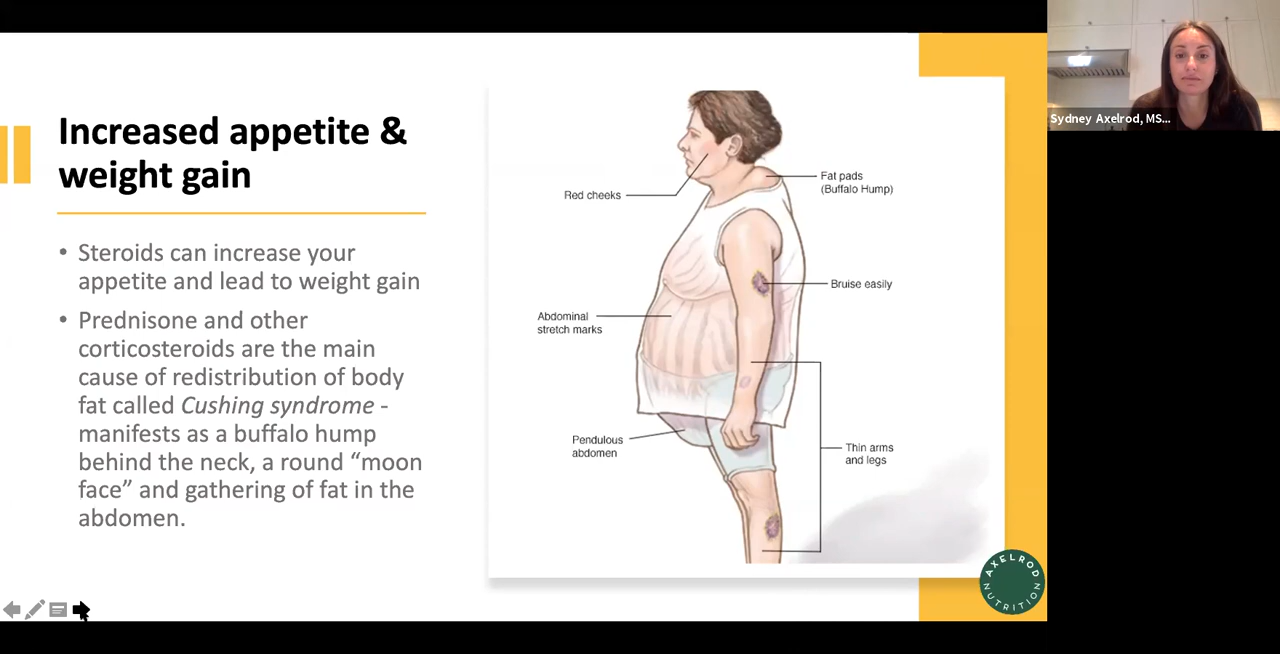 Increased appetite &
weight gain
• Steroids can increase your
appetite and lead to weight gain
• Prednisone and other
corticosteroids are the main
cause of redistribution of body
fat called Cushing syndrome -
manifests as a buffalo hump
behind the neck, a round “moon
face” and gathering of fat in the
abdomen.
Red cheeks
Fat pads
(Buffalo Hump)
Bruise easily
Abdominal
stretch marks
Pendulous
abdomen
Thin arms
and legs
AXELROD
NUTRITION
Sydney Axelrod, MS...